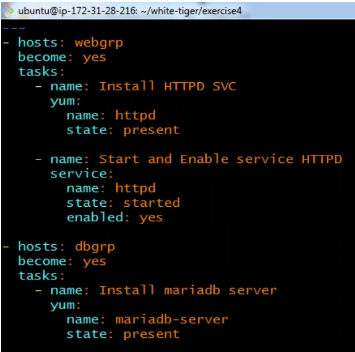 ubuntu@ip-172-31-28-216: ~/white-tiger/exercise4
---
- hosts: webgrp
  become: yes
  tasks:
    - name: Install HTTPD SVC
      yum:
        name: httpd
        state: present

    - name: Start and Enable service HTTPD
      service:
        name: httpd
        state: started
        enabled: yes

- hosts: dbgrp
  become: yes
  tasks:
    - name: Install mariadb server
      yum:
        name: mariadb-server
        state: present